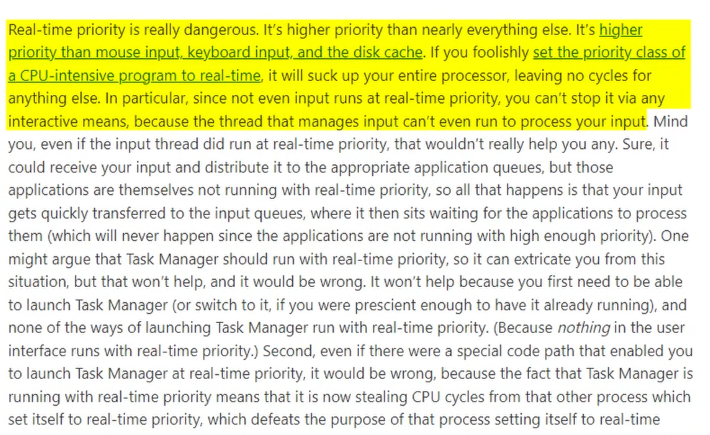 Real-time priority is really dangerous. It's higher priority than nearly everything else. It's higher
priority than mouse input, keyboard input, and the disk cache. If you foolishly set the priority class of
a CPU-intensive program to real-time, it will suck up your entire processor, leaving no cycles for
anything else. In particular, since not even input runs at real-time priority, you can't stop it via any
interactive means, because the thread that manages input can't even run to process your input. Mind
you, even if the input thread did run at real-time priority, that wouldn't really help you any. Sure, it
could receive your input and distribute it to the appropriate application queues, but those
applications are themselves not running with real-time priority, so all that happens is that your input
gets quickly transferred to the input queues, where it then sits waiting for the applications to process
them (which will never happen since the applications are not running with high enough priority). One
might argue that Task Manager should run with real-time priority, so it can extricate you from this
situation, but that won't help, and it would be wrong. It won't help because you first need to be able
to launch Task Manager (or switch to it, if you were prescient enough to have it already running), and
none of the ways of launching Task Manager run with real-time priority. (Because nothing in the user
interface runs with real-time priority.) Second, even if there were a special code path that enabled you
to launch Task Manager at real-time priority, it would be wrong, because the fact that Task Manager is
running with real-time priority means that it is now stealing CPU cycles from that other process which
set itself to real-time priority, which defeats the purpose of that process setting itself to real-time